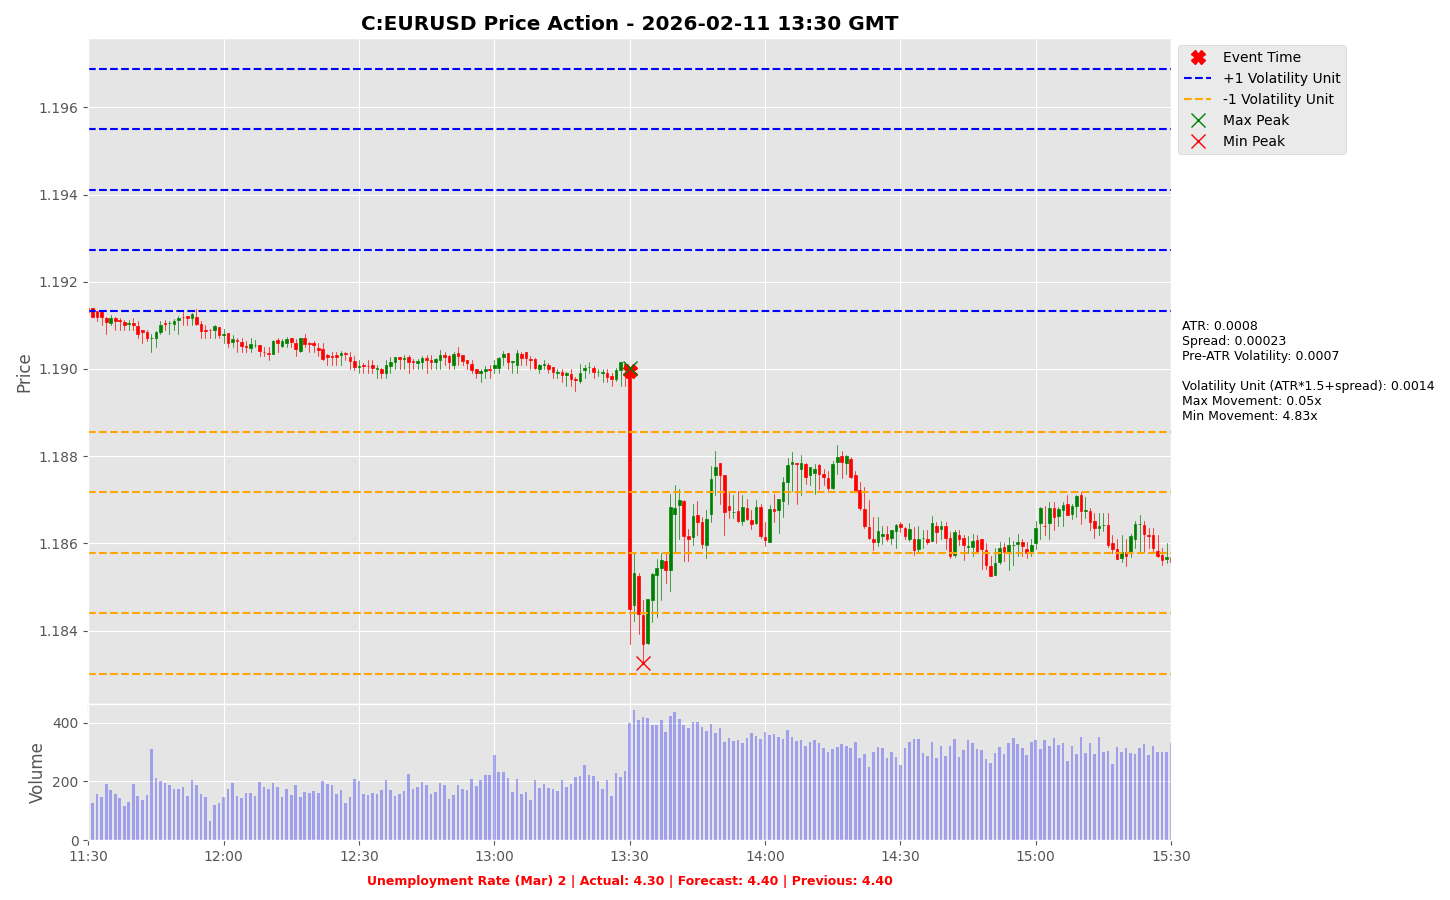 C:EURUSD Price Action - 2026-02-11 13:30 GMT
Event Time
+1 Volatility Unit
-1 Volatility Unit
Max Peak
Min Peak
Price
1.196
1.194
1.192
1.190
1.188
1.186
1.184
ATR: 0.0008
Spread: 0.00023
Pre-ATR Volatility: 0.0007
Volatility Unit (ATR*1.5+spread): 0.0014
Max Movement: 0.05x
Min Movement: 4.83x
Volume
400
200
0
11:30 12:00 12:30 13:00 13:30 14:00 14:30 15:00 15:30
Unemployment Rate (Mar) 2 | Actual: 4.30 | Forecast: 4.40 | Previous: 4.40